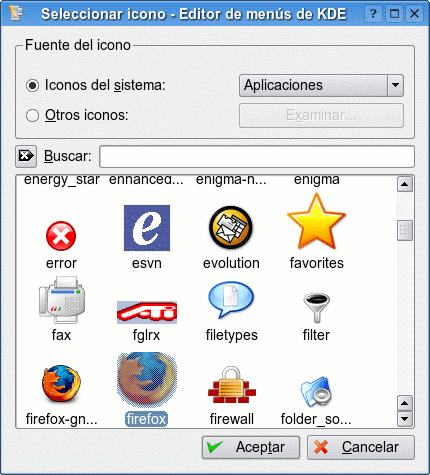 Seleccionar icono - Editor de menús de KDE
Fuente del icono
Iconos del sistema: Aplicaciones
Otros iconos: Examinar...
Buscar:
energy_star enhanced... enigma-n... enigma
error esvn evolution favorites
fax fglrx filetypes filter
firefox-gn... firefox firewall folder_so...
Aceptar Cancelar